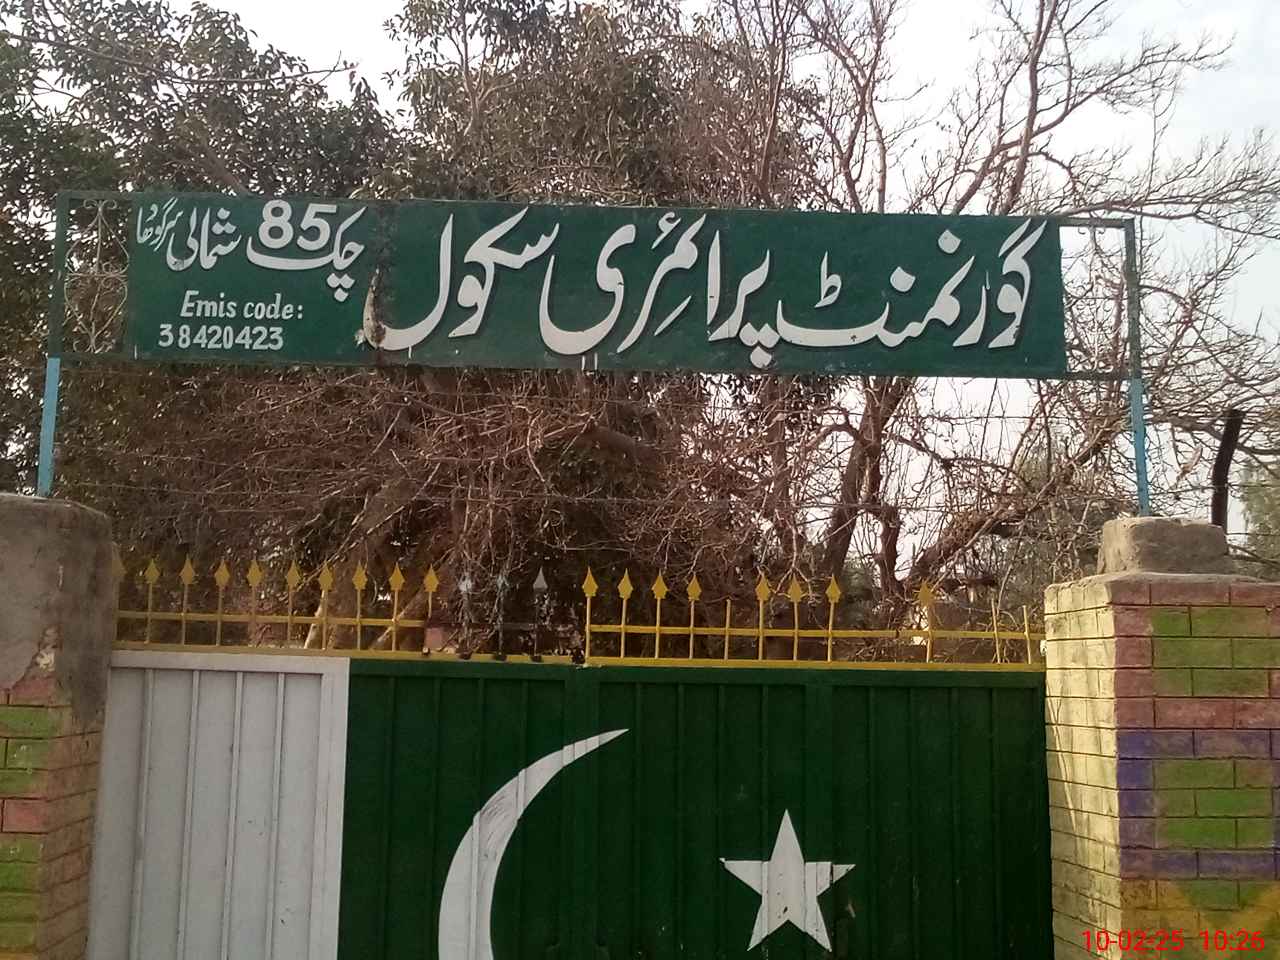 گورنمنٹ پرائمری سکول
چک 85 شمالی سرگودھا
Emis code:
38420423
10-02-25 10:26